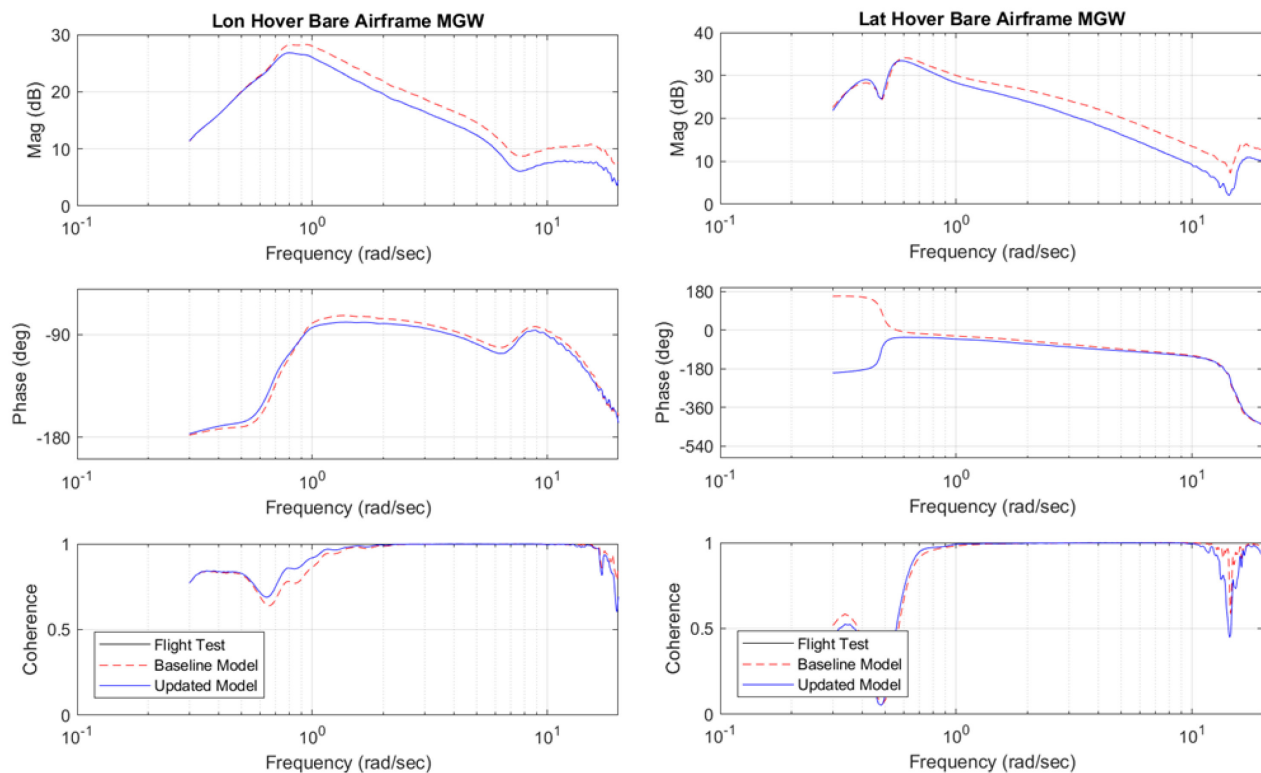 Lon Hover Bare Airframe MGW
30
20
10
0
Mag (dB)
10^-1
10^0
10^1
Frequency (rad/sec)
-90
-180
Phase (deg)
10^-1
10^0
10^1
Frequency (rad/sec)
1
0.5
0
Coherence
Flight Test
Baseline Model
Updated Model
10^-1
10^0
10^1
Frequency (rad/sec)
Lat Hover Bare Airframe MGW
40
30
20
10
0
Mag (dB)
10^-1
10^0
10^1
Frequency (rad/sec)
180
0
-180
-360
-540
Phase (deg)
10^-1
10^0
10^1
Frequency (rad/sec)
1
0.5
0
Coherence
Flight Test
Baseline Model
Updated Model
10^-1
10^0
10^1
Frequency (rad/sec)